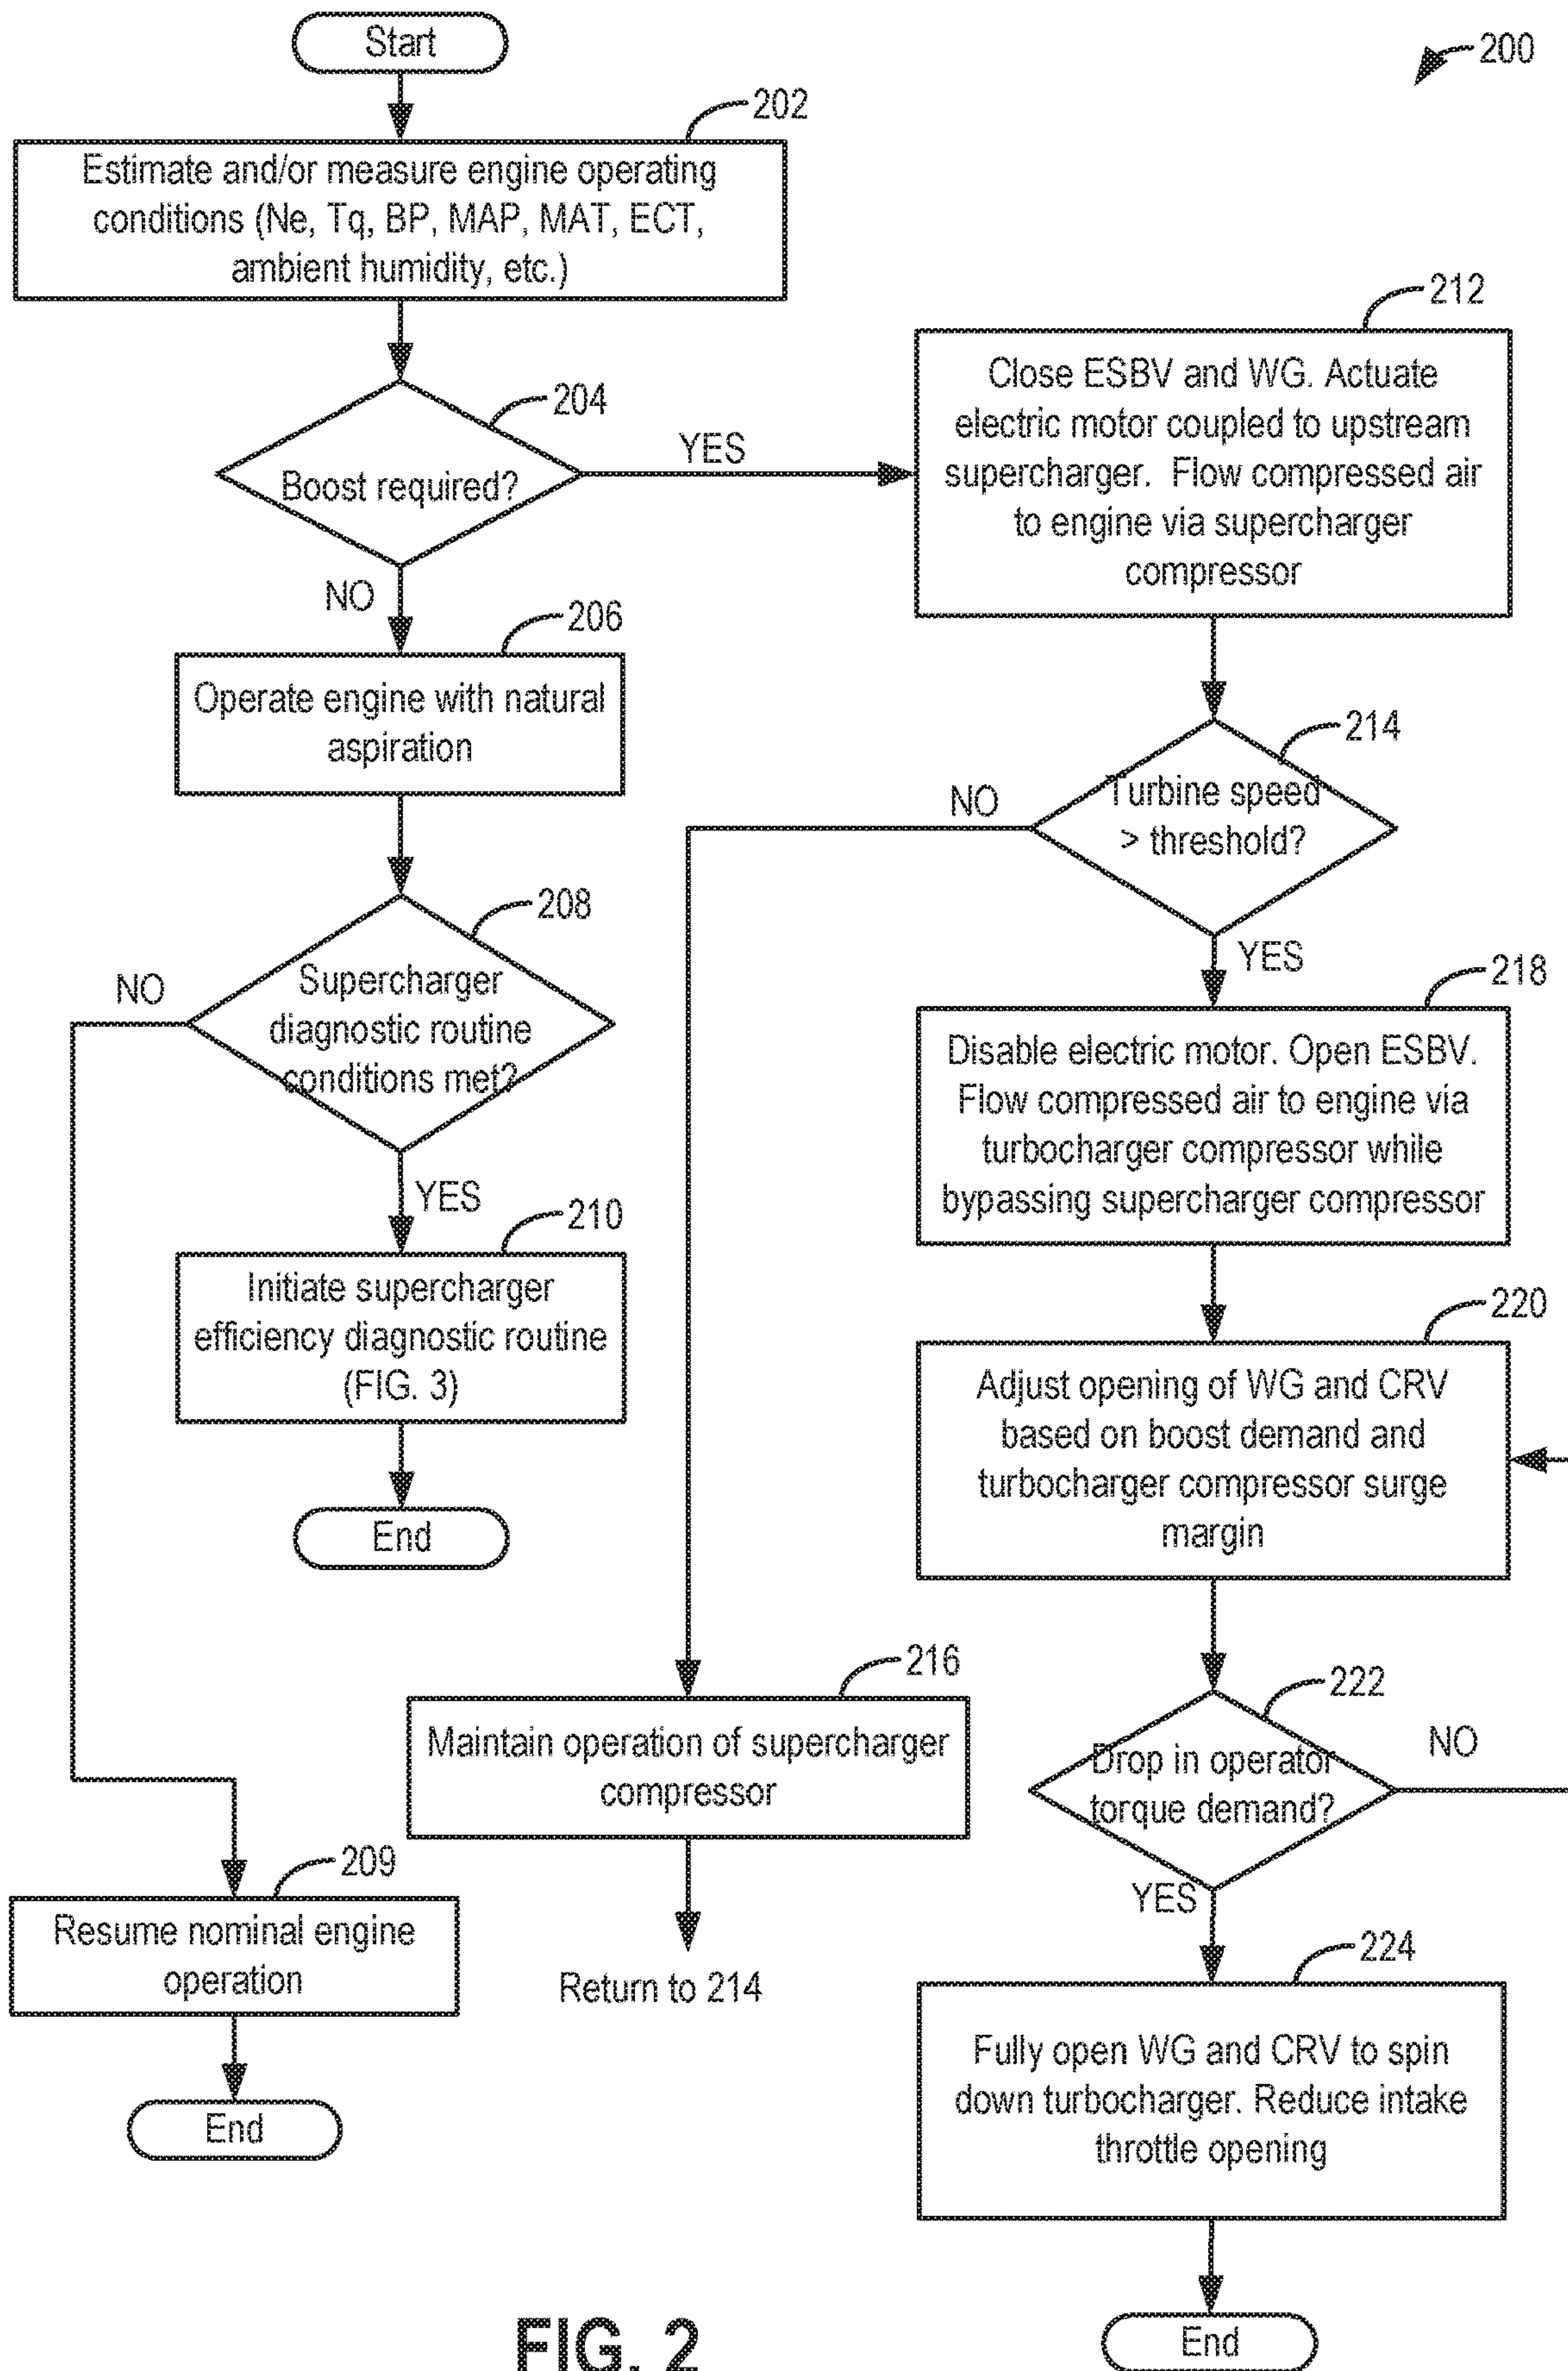 Start
200
202
Estimate and/or measure engine operating
conditions (Ne, Tq, BP, MAP, MAT, ECT,
ambient humidity, etc.)
204
Boost required?
YES
NO
206
Operate engine with natural
aspiration
208
Supercharger
diagnostic routine
conditions met?
NO
YES
210
Initiate supercharger
efficiency diagnostic routine
(FIG. 3)
End
209
Resume nominal engine
operation
End
212
Close ESBV and WG. Actuate
electric motor coupled to upstream
supercharger. Flow compressed air
to engine via supercharger
compressor
214
Turbine speed
> threshold?
NO
YES
216
Maintain operation of supercharger
compressor
Return to 214
218
Disable electric motor. Open ESBV.
Flow compressed air to engine via
turbocharger compressor while
bypassing supercharger compressor
220
Adjust opening of WG and CRV
based on boost demand and
turbocharger compressor surge
margin
222
Drop in operator
torque demand?
NO
YES
224
Fully open WG and CRV to spin
down turbocharger. Reduce intake
throttle opening
End
FIG. 2